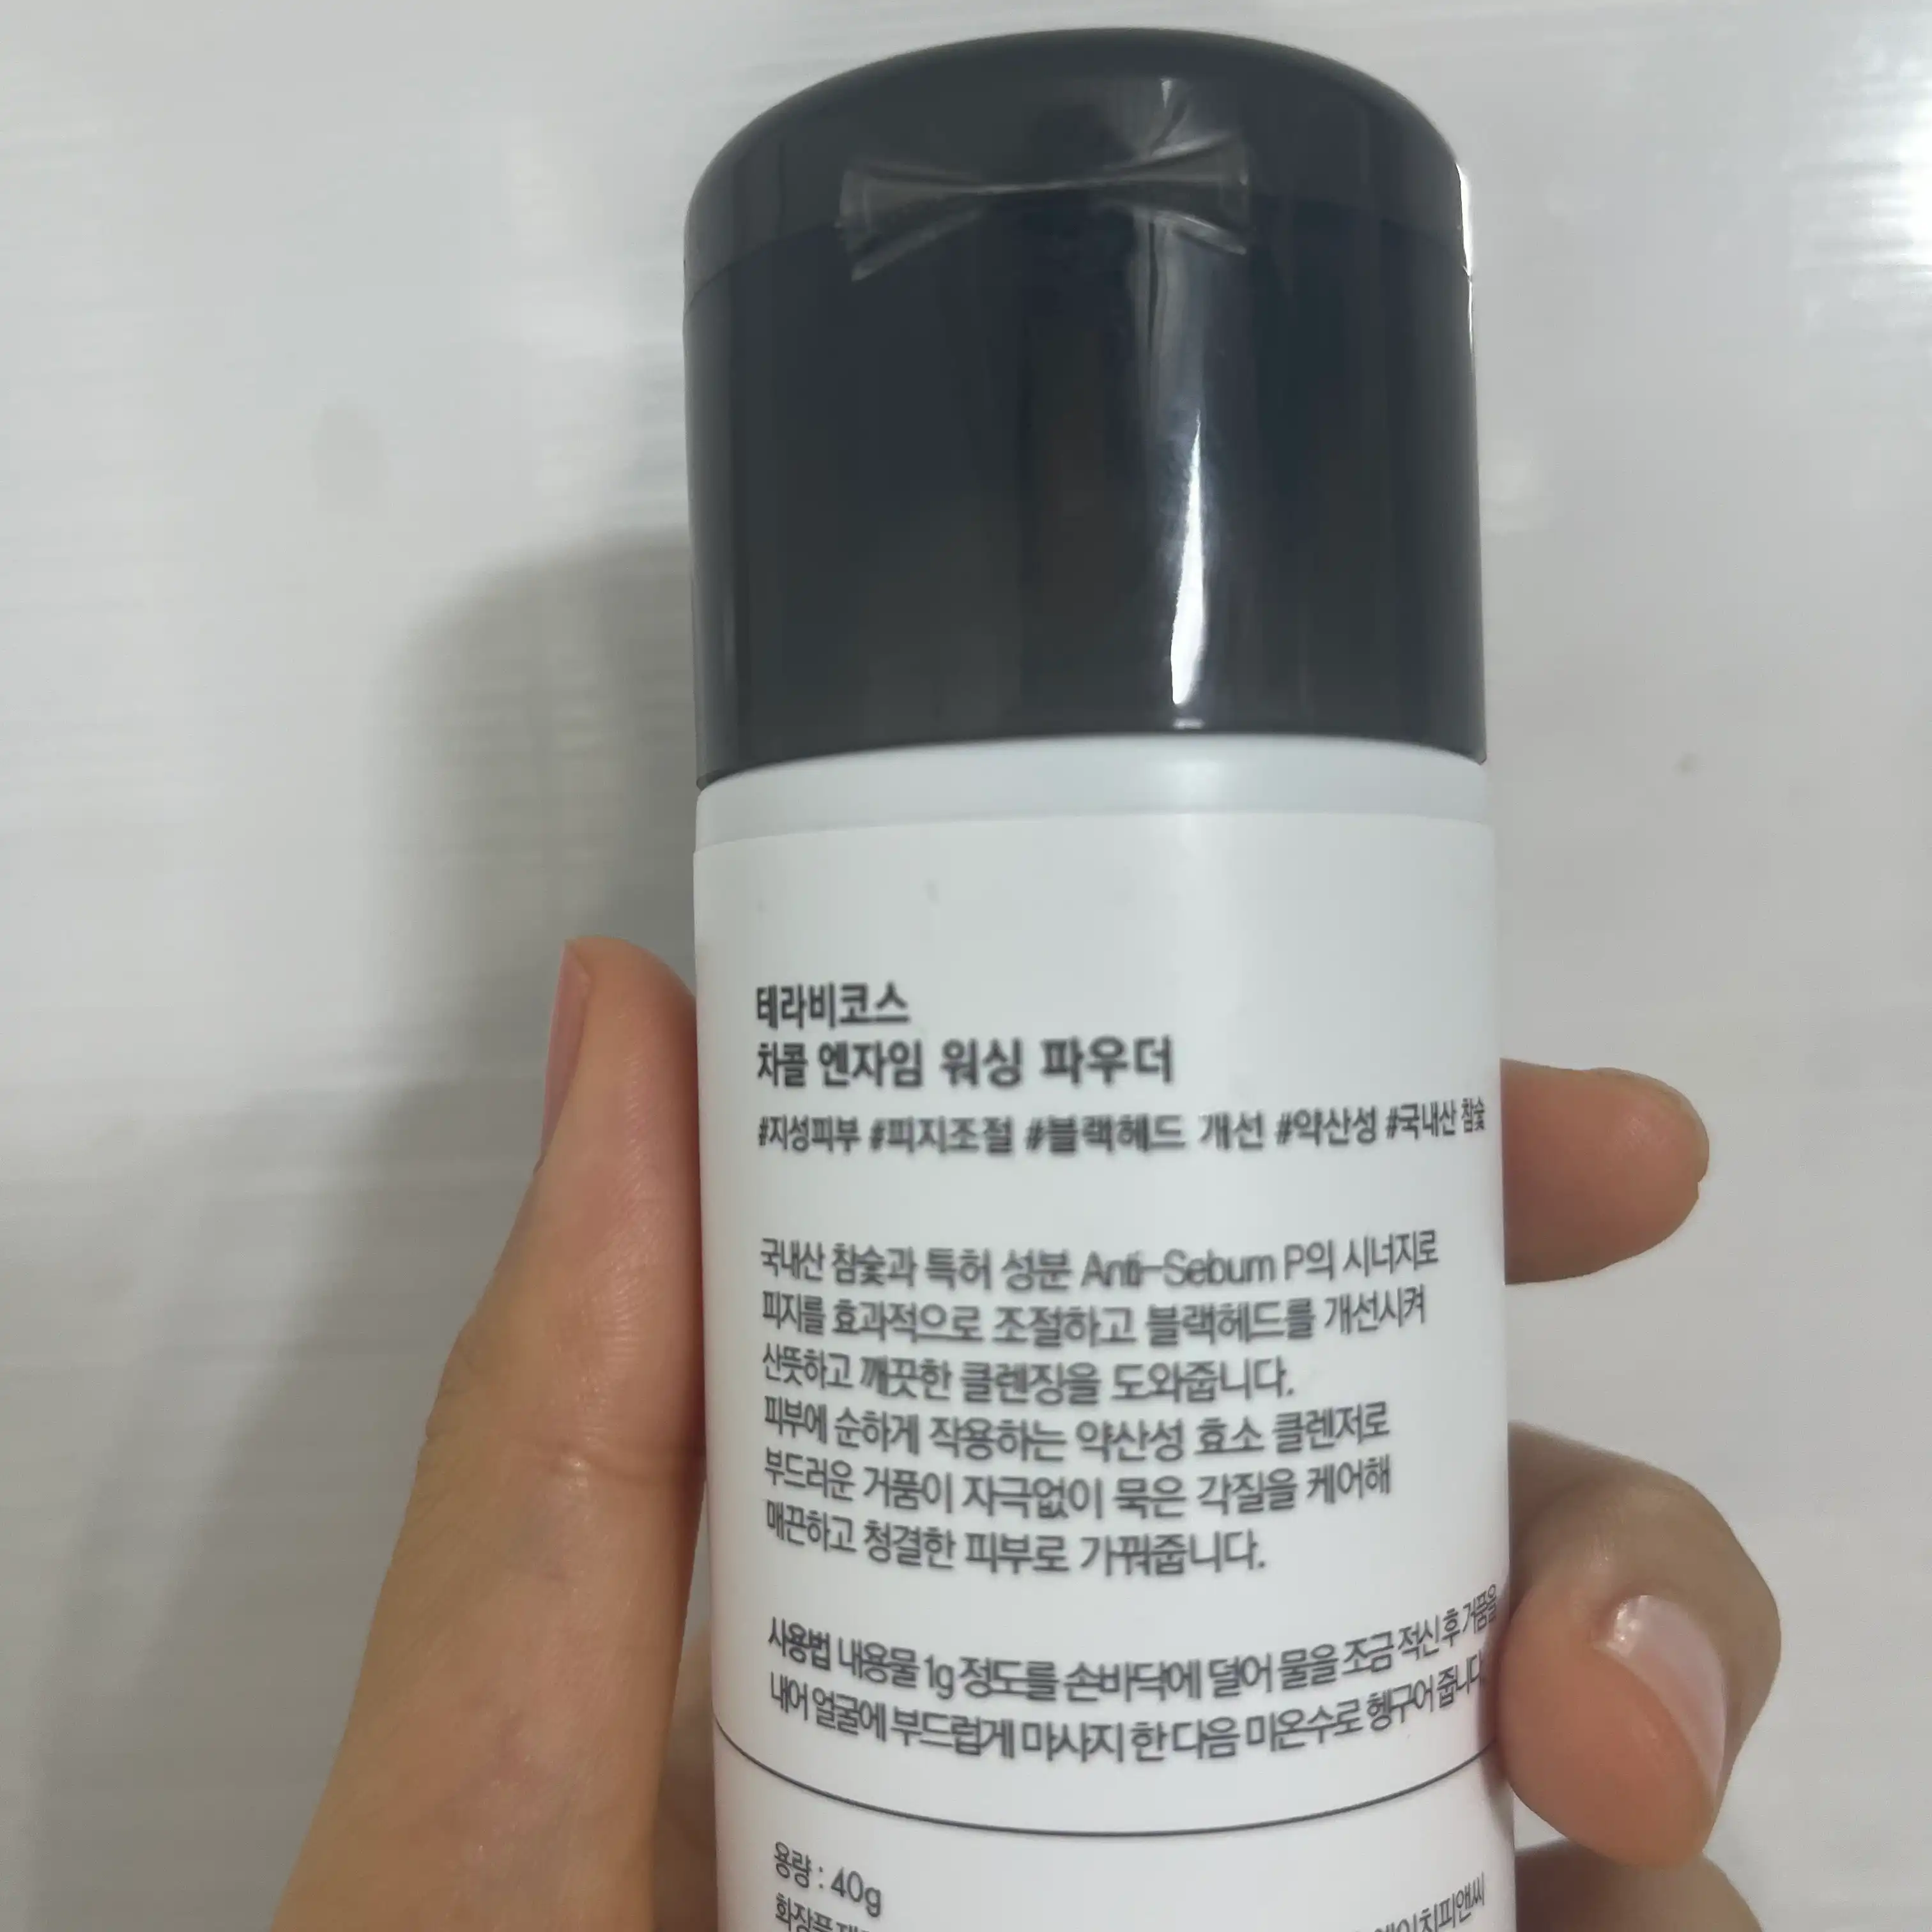 테라비코스
차콜 엔자임 워싱 파우더
#지성피부 #피지조절 #블랙헤드 개선 #약산성 #국내산 참숯
국내산 참숯과 특허 성분 Anti-Sebum P의 시너지로
피지를 효과적으로 조절하고 블랙헤드를 개선시켜
산뜻하고 깨끗한 클렌징을 도와줍니다.
피부에 순하게 작용하는 약산성 효소 클렌저로
부드러운 거품이 자극없이 묵은 각질을 케어해
매끈하고 청결한 피부로 가꿔줍니다.
사용법 내용물 1g 정도를 손바닥에 덜어 물을 조금 적신 후 거품을
내어 얼굴에 부드럽게 마사지 한 다음 미온수로 헹구어 줍니다.
용량 : 40g